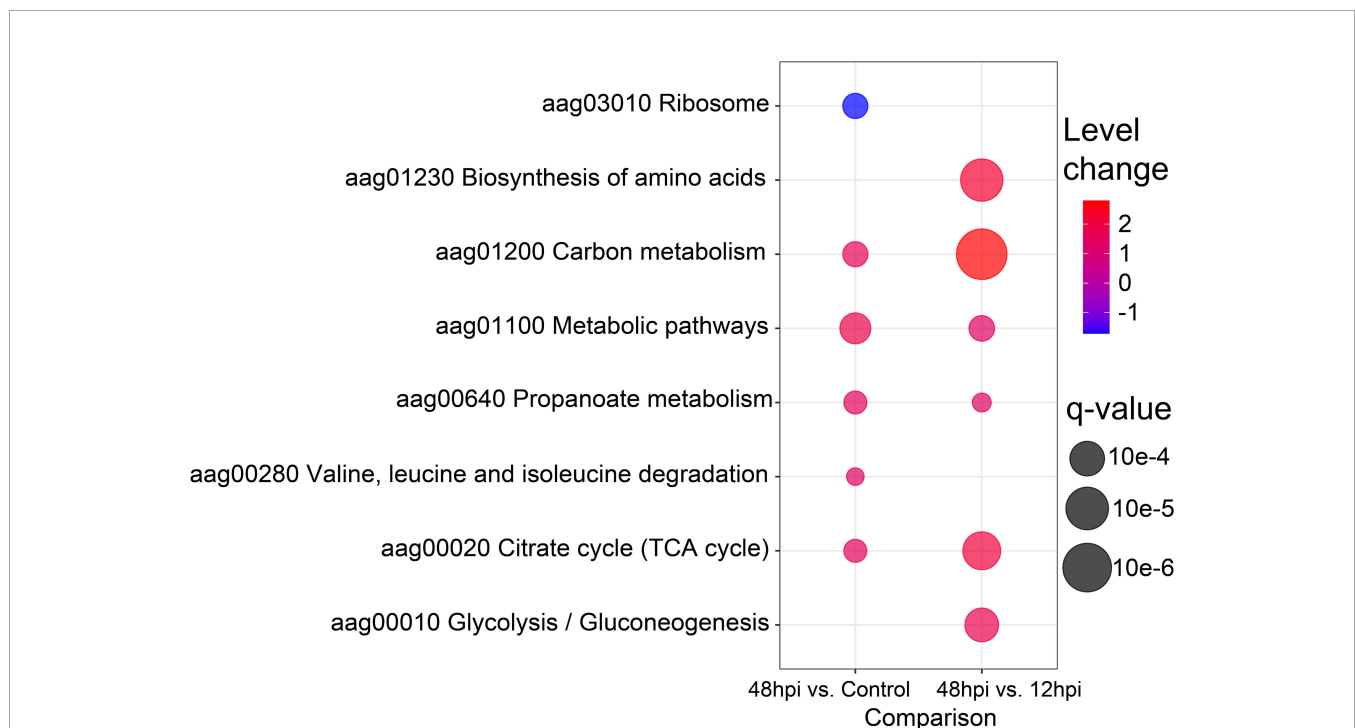 aag03010 Ribosome
aag01230 Biosynthesis of amino acids
aag01200 Carbon metabolism
aag01100 Metabolic pathways
aag00640 Propanoate metabolism
aag00280 Valine, leucine and isoleucine degradation
aag00020 Citrate cycle (TCA cycle)
aag00010 Glycolysis / Gluconeogenesis
48hpi vs. Control
48hpi vs. 12hpi
Comparison
Level
change
2
1
0
-1
q-value
10e-4
10e-5
10e-6